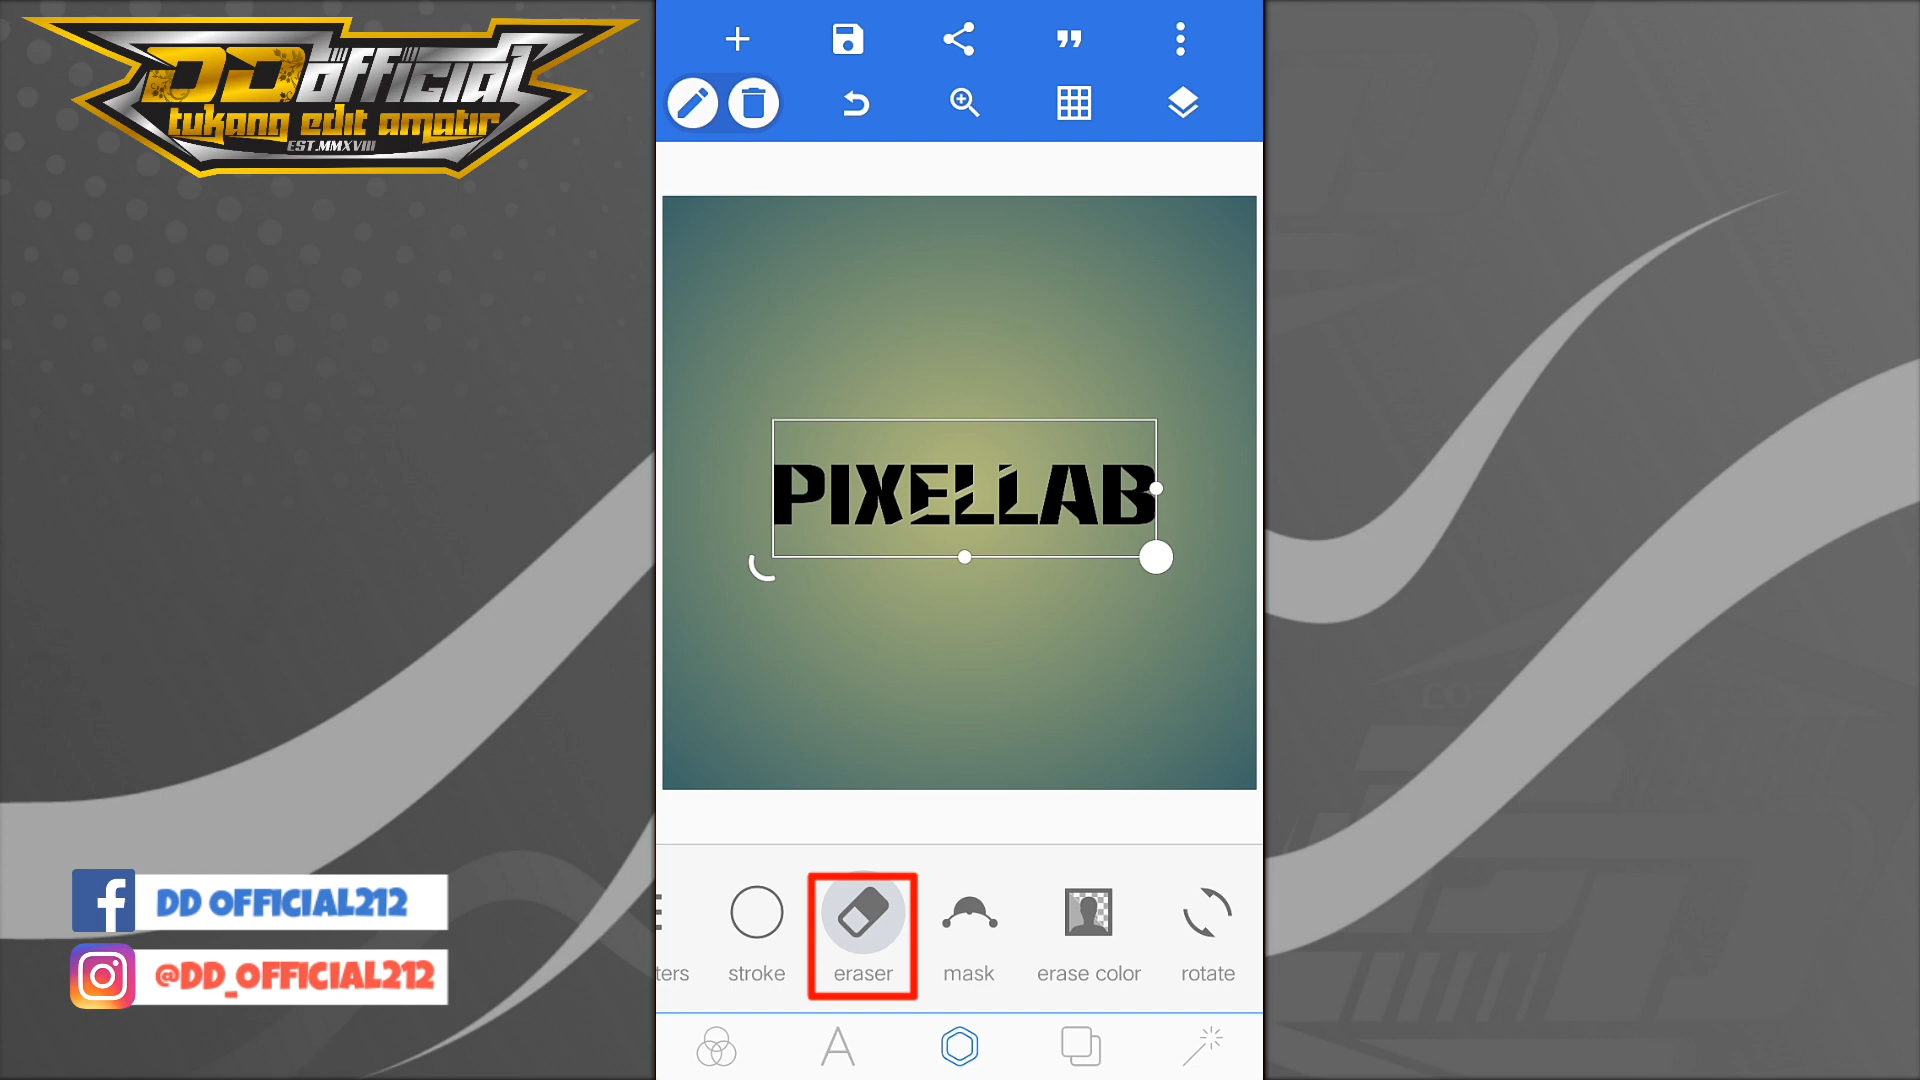 DD official
tukang edit amatir
EST.MMXVIII
PIXELLAB
ters
stroke
eraser
mask
erase color
rotate
DD OFFICIAL212
@DD_OFFICIAL212